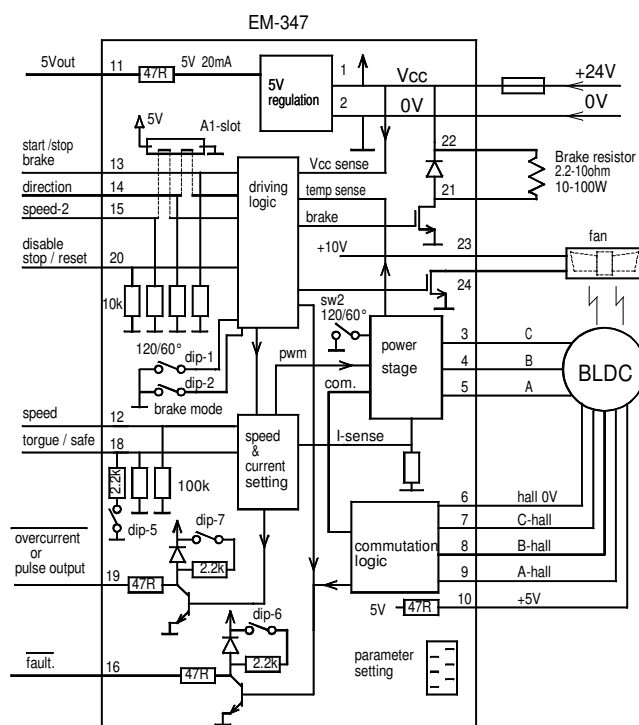 EM-347
5Vout
11
47R
5V 20mA
5V
regulation
1
2
Vcc
0V
+24V
0V
5V
A1-slot
start /stop
brake
13
direction
14
speed-2
15
disable
stop / reset
20
10k
driving
logic
Vcc sense
temp sense
brake
22
21
Brake resistor
2.2-10ohm
10-100W
+10V
23
24
fan
120/60°
dip-1
dip-2
brake mode
sw2
120/60°
pwm
com.
power
stage
3
C
4
B
5
A
BLDC
speed
12
torgue / safe
18
2.2k
dip-5
100k
speed
&
current
setting
I-sense
commutation
logic
6
hall 0V
7
C-hall
8
B-hall
9
A-hall
10
+5V
5V
47R
overcurrent
or
pulse output
19
47R
dip-7
2.2k
fault.
16
47R
dip-6
2.2k
parameter
setting